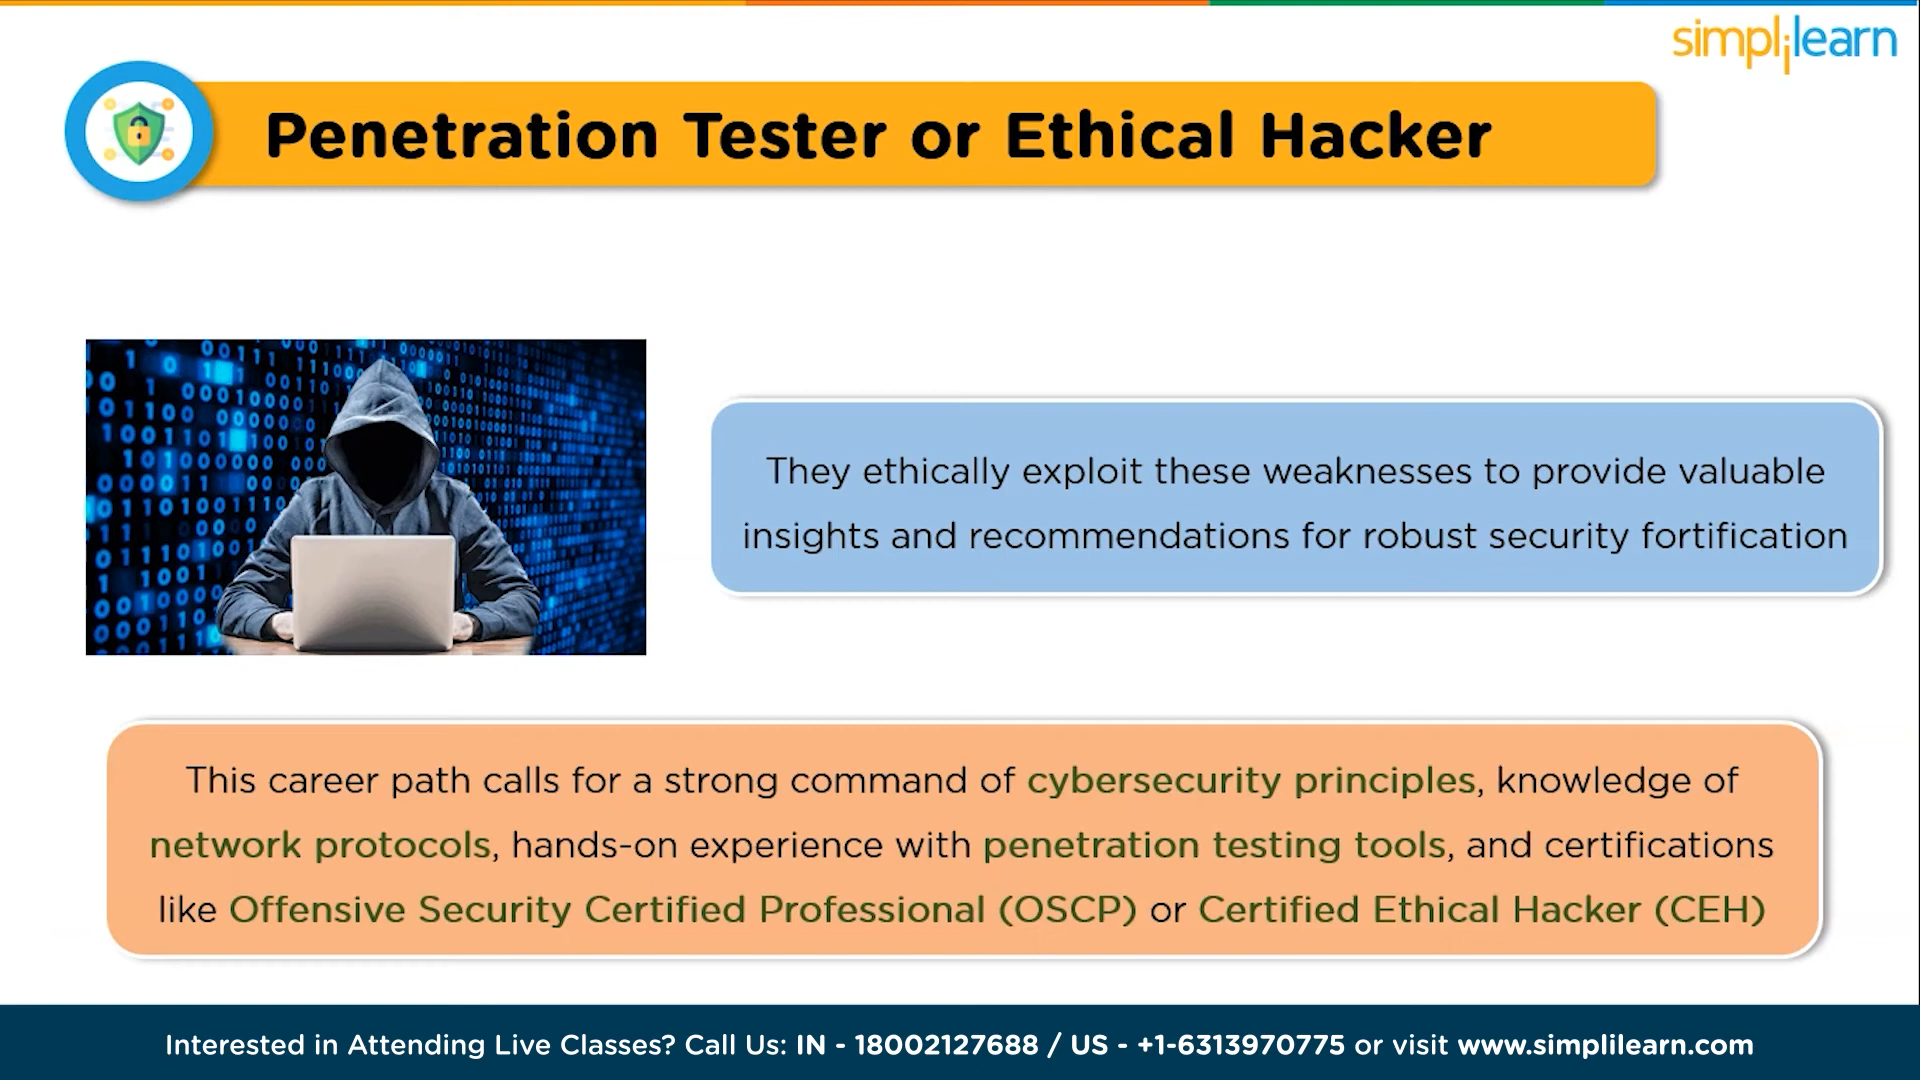 simplilearn
Penetration Tester or Ethical Hacker
They ethically exploit these weaknesses to provide valuable
insights and recommendations for robust security fortification
This career path calls for a strong command of cybersecurity principles, knowledge of
network protocols, hands-on experience with penetration testing tools, and certifications
like Offensive Security Certified Professional (OSCP) or Certified Ethical Hacker (CEH)
Interested in Attending Live Classes? Call Us: IN - 18002127688 / US - +1-6313970775 or visit www.simplilearn.com